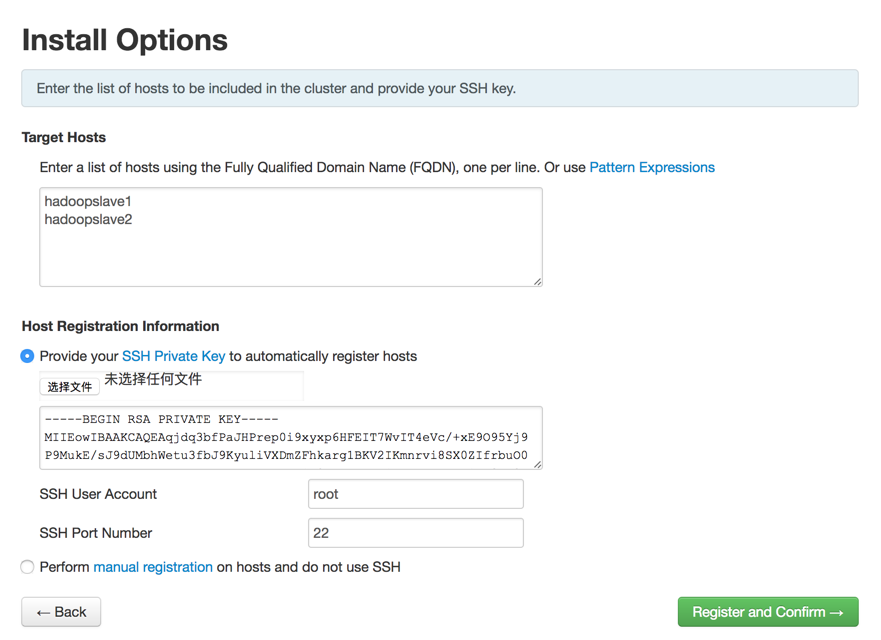 Install Options
Enter the list of hosts to be included in the cluster and provide your SSH key.
Target Hosts
Enter a list of hosts using the Fully Qualified Domain Name (FQDN), one per line. Or use Pattern Expressions
hadoopslave1
hadoopslave2
Host Registration Information
Provide your SSH Private Key to automatically register hosts
选择文件 未选择任何文件
-----BEGIN RSA PRIVATE KEY-----
MIIEowIBAAKCAQEAqjdq3bfPaJHPrep0i9xyxp6HFEIT7WvIT4eVc/+xE9O95Yj9
P9MukE/sJ9dUMbhWetu3fbJ9KyuliVXDmZFhkarg1BKV2IKmnrvi8SX0ZIfrbuO0
SSH User Account root
SSH Port Number 22
Perform manual registration on hosts and do not use SSH
← Back Register and Confirm →